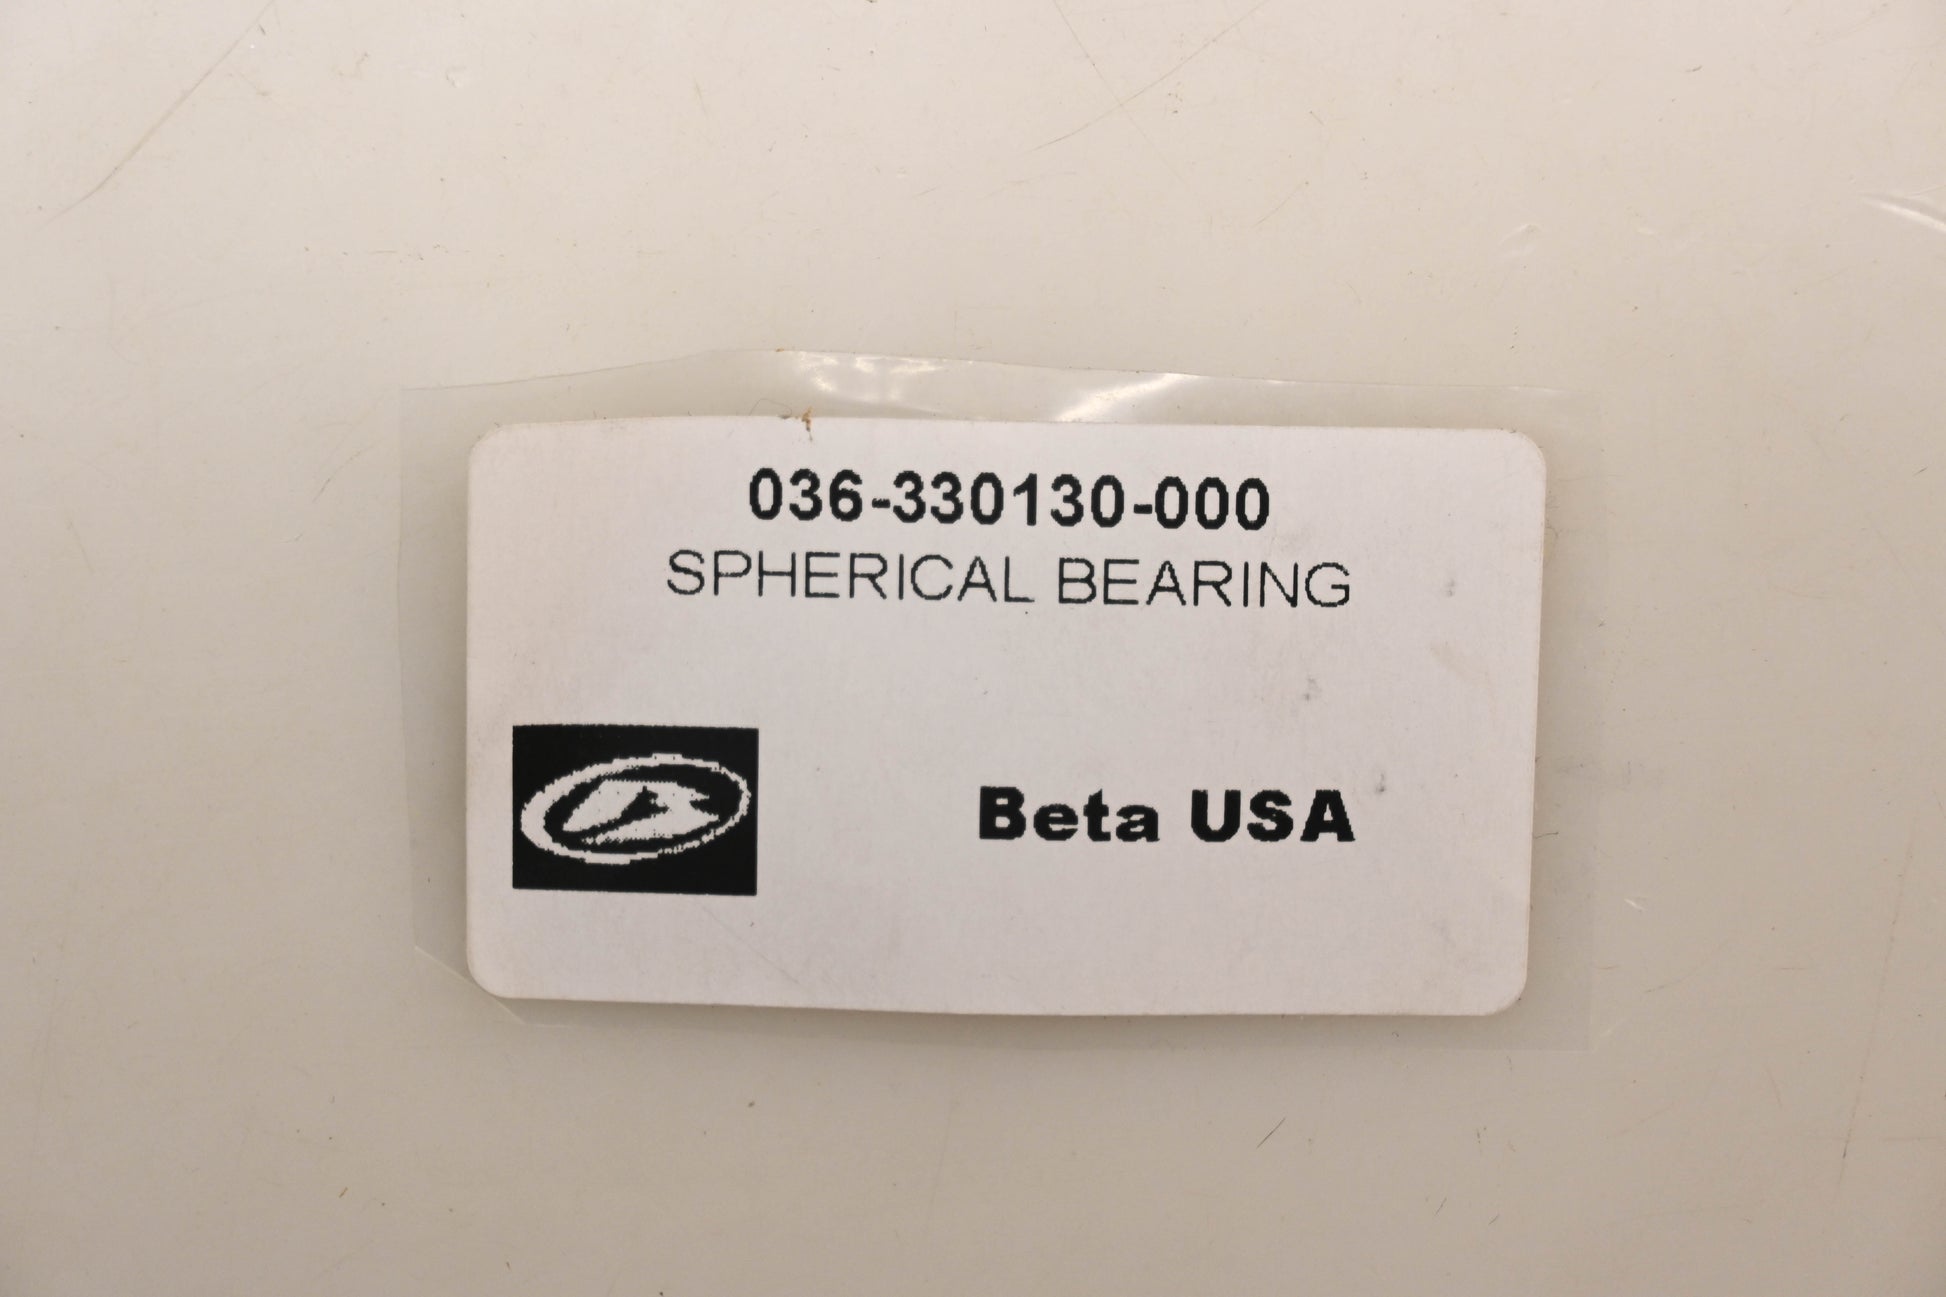 036-330130-000
SPHERICAL BEARING
Beta USA